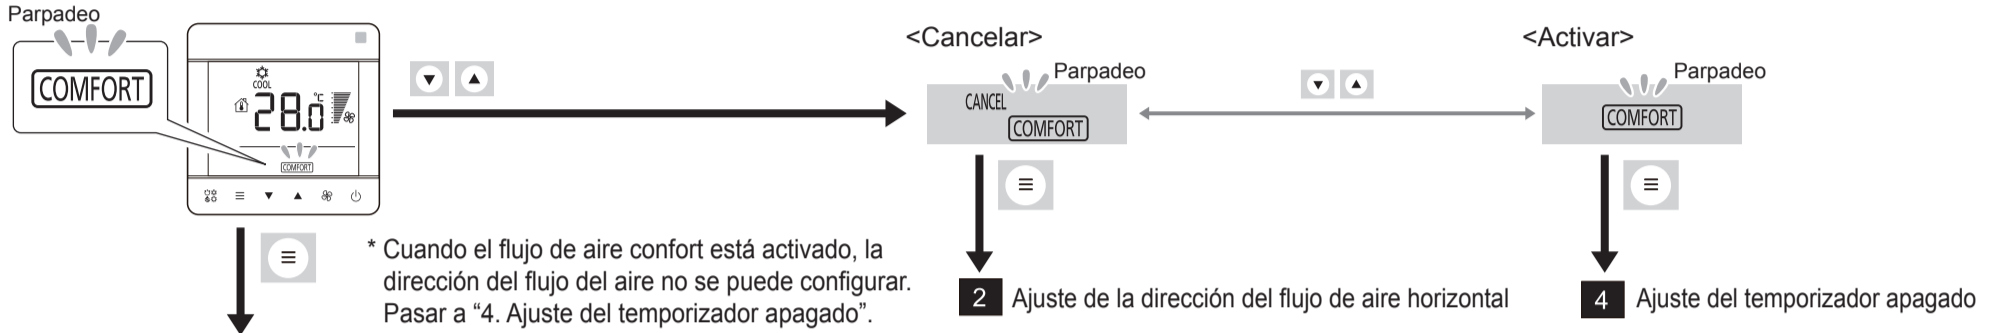 Parpadeo
COMFORT
COOL
28.0 °C
COMFORT
<Cancelar>
Parpadeo
CANCEL
COMFORT
<Activar>
Parpadeo
COMFORT
* Cuando el flujo de aire confort está activado, la
dirección del flujo del aire no se puede configurar.
Pasar a “4. Ajuste del temporizador apagado”.
2 Ajuste de la dirección del flujo de aire horizontal
4 Ajuste del temporizador apagado